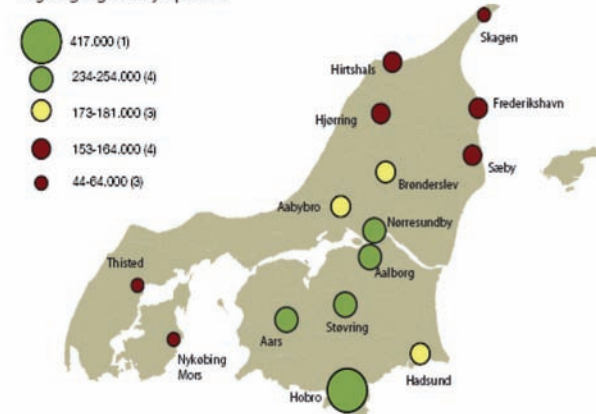 417.000 (1)
234-254.000 (4)
173-181.000 (3)
153-164.000 (4)
44-64.000 (3)
Skagen
Hirtshals
Frederikshavn
Hjørring
Sæby
Brønderslev
Aabybro
Nørresundby
Aalborg
Thisted
Støvring
Aars
Nykøbing
Mors
Hadsund
Hobro